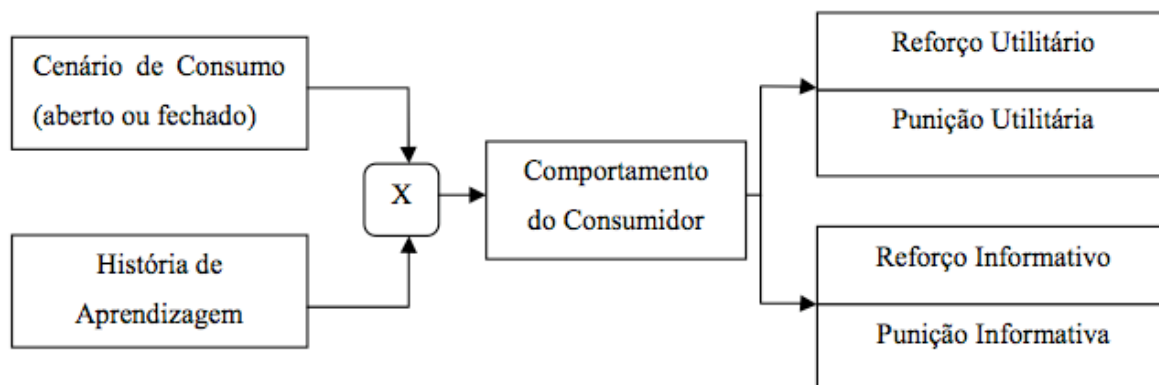 Cenário de Consumo
(aberto ou fechado)
História de
Aprendizagem
X
Comportamento
do Consumidor
Reforço Utilitário
Punição Utilitária
Reforço Informativo
Punição Informativa